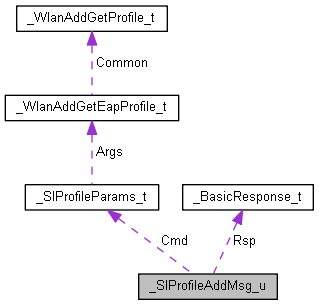 _WlanAddGetProfile_t
Common
_WlanAddGetEapProfile_t
Args
_SlProfileParams_t
_BasicResponse_t
Cmd
Rsp
_SlProfileAddMsg_u